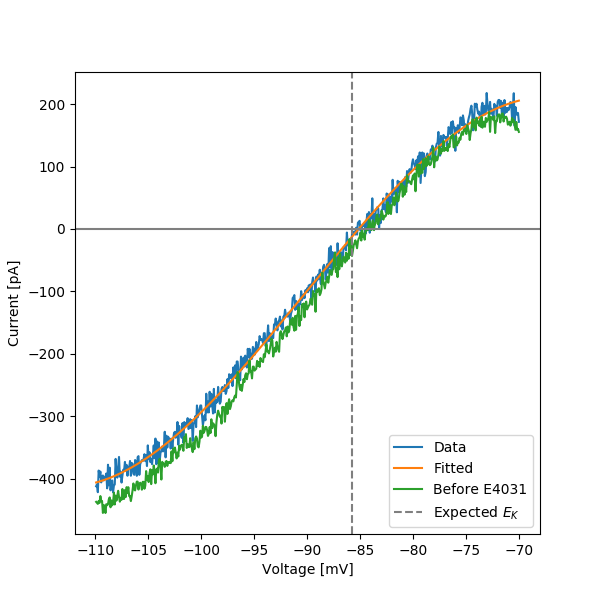 200
100
0
−100
−200
−300
−400
Current [pA]
Data
Fitted
Before E4031
Expected E_K
−110 −105 −100 −95 −90 −85 −80 −75 −70
Voltage [mV]